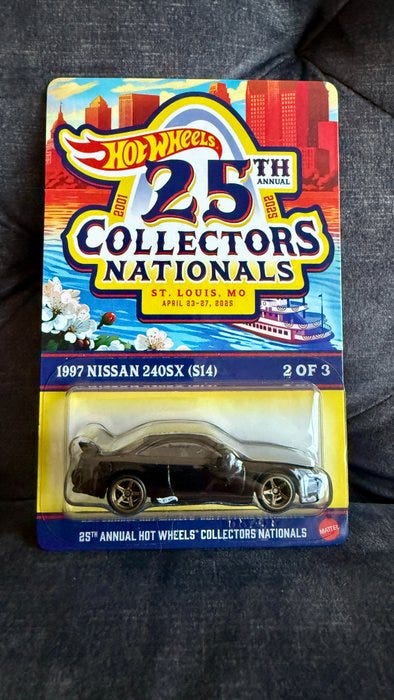 HOT WHEELS
25TH
ANNUAL
2001
2025
COLLECTORS
NATIONALS
ST. LOUIS, MO
APRIL 23-27, 2025
1997 NISSAN 240SX (S14)
2 OF 3
25TH ANNUAL HOT WHEELS® COLLECTORS NATIONALS
MATTEL